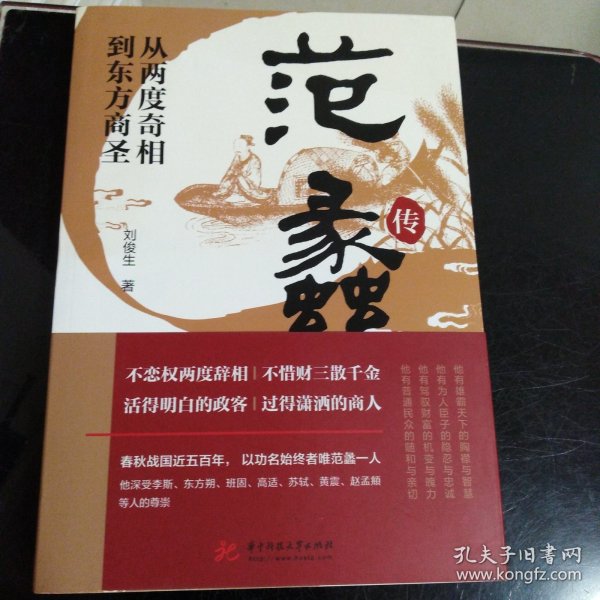 从两度奇相
到东方商圣
范蠡
传
刘俊生 著
不恋权两度辞相 | 不惜财三散千金
活得明白的政客 | 过得潇洒的商人
春秋战国近五百年，以功名始终者唯范蠡一人
他深受李斯、东方朔、班固、高适、苏轼、黄震、赵孟頫
等人的尊崇
他有雄霸天下的胸襟与智慧
他有为人臣子的隐忍与忠诚
他有驾驭财富的机变与魄力
他有普通民众的随和与亲切
华中科技大学出版社
http://www.hustp.com
孔夫子旧书网
www.kongfz.com